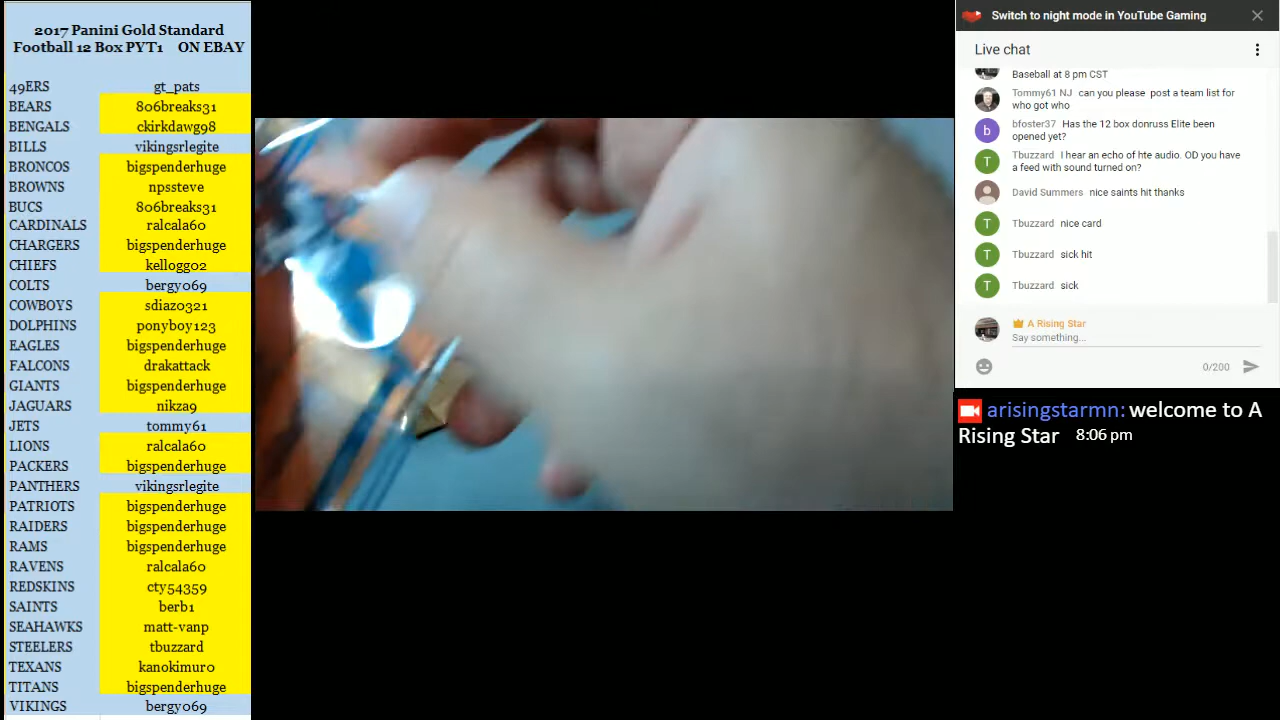 2017 Panini Gold Standard
Football 12 Box PYT1 ON EBAY
49ERS gt_pats
BEARS 806breaks31
BENGALS ckirkdawg98
BILLS vikingsrlegite
BRONCOS bigspenderhuge
BROWNS npssteve
BUCS 806breaks31
CARDINALS ralcala60
CHARGERS bigspenderhuge
CHIEFS kellogg02
COLTS bergy069
COWBOYS sdiaz0321
DOLPHINS ponyboy123
EAGLES bigspenderhuge
FALCONS drakattack
GIANTS bigspenderhuge
JAGUARS nikza9
JETS tommy61
LIONS ralcala60
PACKERS bigspenderhuge
PANTHERS vikingsrlegite
PATRIOTS bigspenderhuge
RAIDERS bigspenderhuge
RAMS bigspenderhuge
RAVENS ralcala60
REDSKINS cty54359
SAINTS berb1
SEAHAWKS matt-vanp
STEELERS tbuzzard
TEXANS kanokimuro
TITANS bigspenderhuge
VIKINGS bergy069
Switch to night mode in YouTube Gaming
Live chat
Baseball at 8 pm CST
Tommy61 NJ can you please post a team list for
who got who
b
bfoster37 Has the 12 box donruss Elite been
opened yet?
T
Tbuzzard I hear an echo of hte audio. OD you have
a feed with sound turned on?
David Summers nice saints hit thanks
T
Tbuzzard nice card
T
Tbuzzard sick hit
T
Tbuzzard sick
A Rising Star
Say something...
0/200
arisingstarmn: welcome to A
Rising Star 8:06 pm